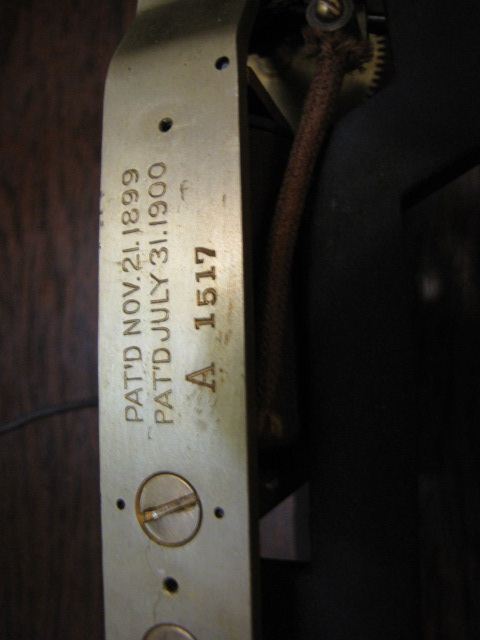 PAT'D NOV. 21. 1899
PAT'D JULY 31. 1900
A 1517